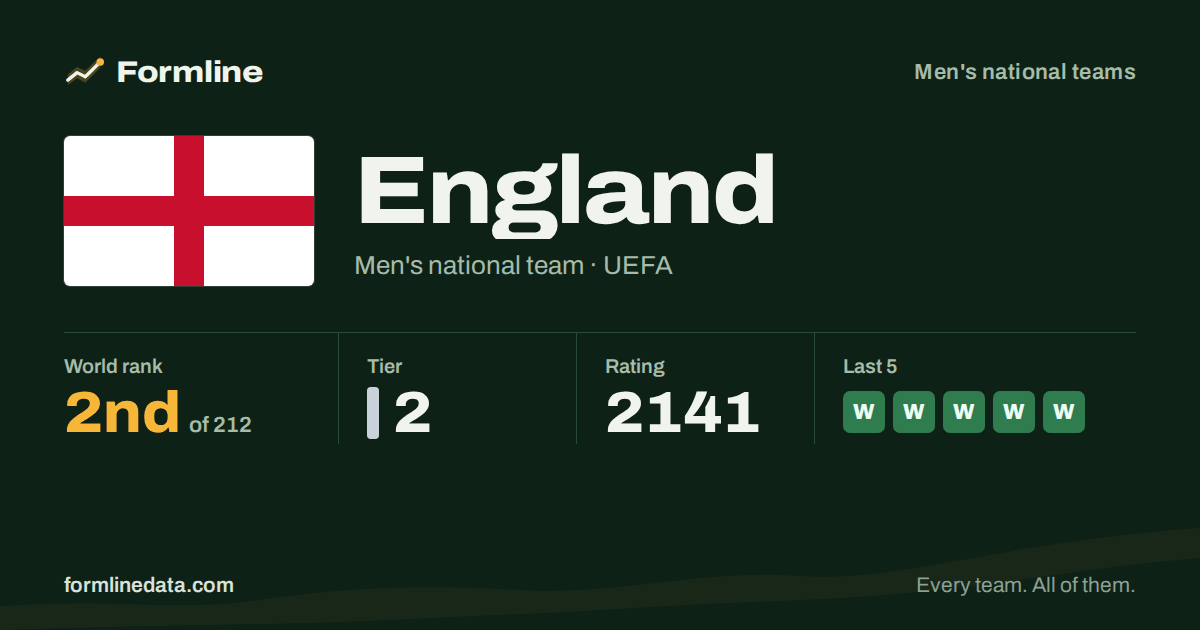 Formline
Men's national teams
England
Men's national team · UEFA
World rank
2nd of 212
Tier
2
Rating
2141
Last 5
W W W W W
formlinedata.com
Every team. All of them.